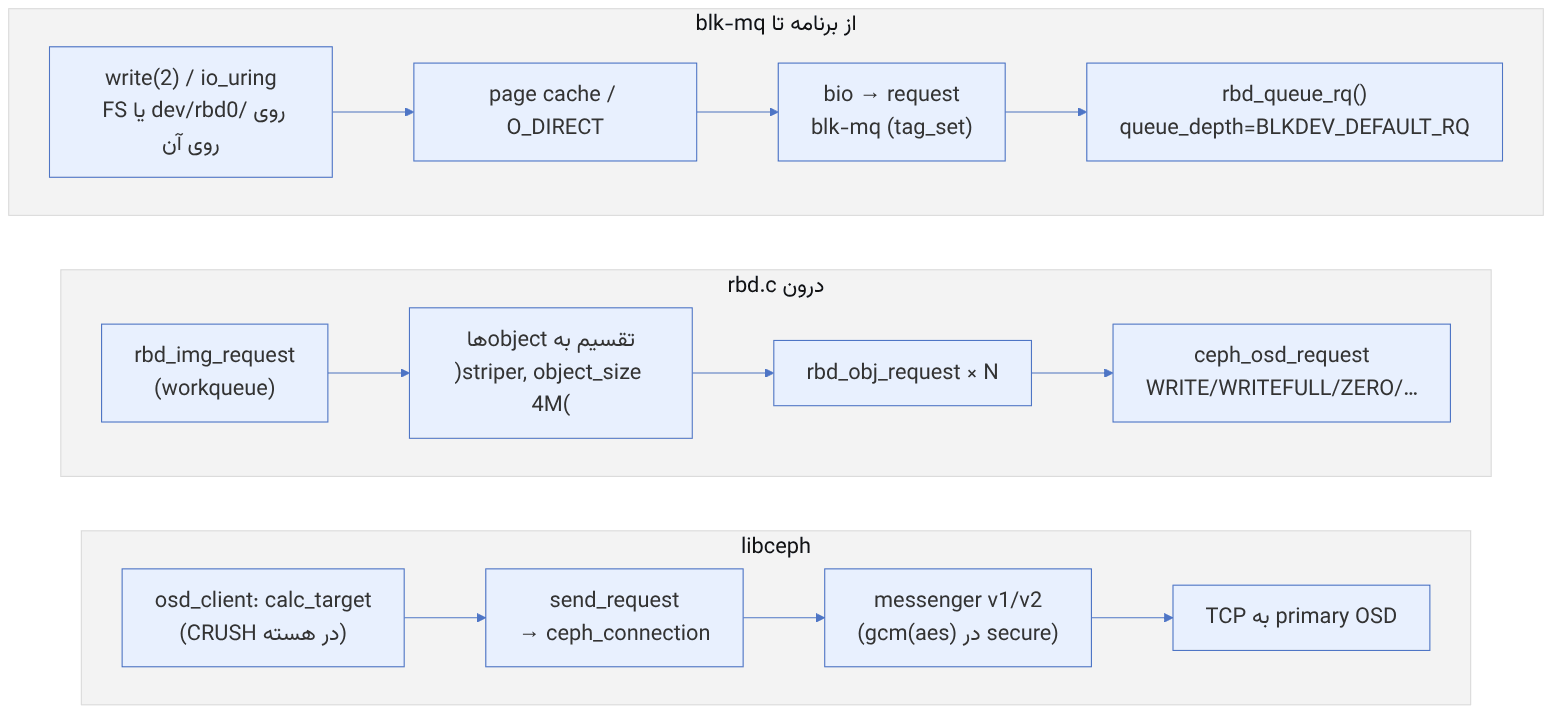 از برنامه تا blk-mq
write(2) / io_uring
روی /dev/rbd0 یا FS
روی آن
page cache /
O_DIRECT
bio → request
blk-mq (tag_set)
rbd_queue_rq()
queue_depth=BLKDEV_DEFAULT_RQ
درون rbd.c
rbd_img_request
(workqueue)
تقسیم به objectها
(striper, object_size
4M)
rbd_obj_request × N
ceph_osd_request
WRITE/WRITEFULL/ZERO/…
libceph
osd_client: calc_target
(CRUSH در هسته)
send_request
→ ceph_connection
messenger v1/v2
(gcm(aes) در secure)
TCP به primary OSD